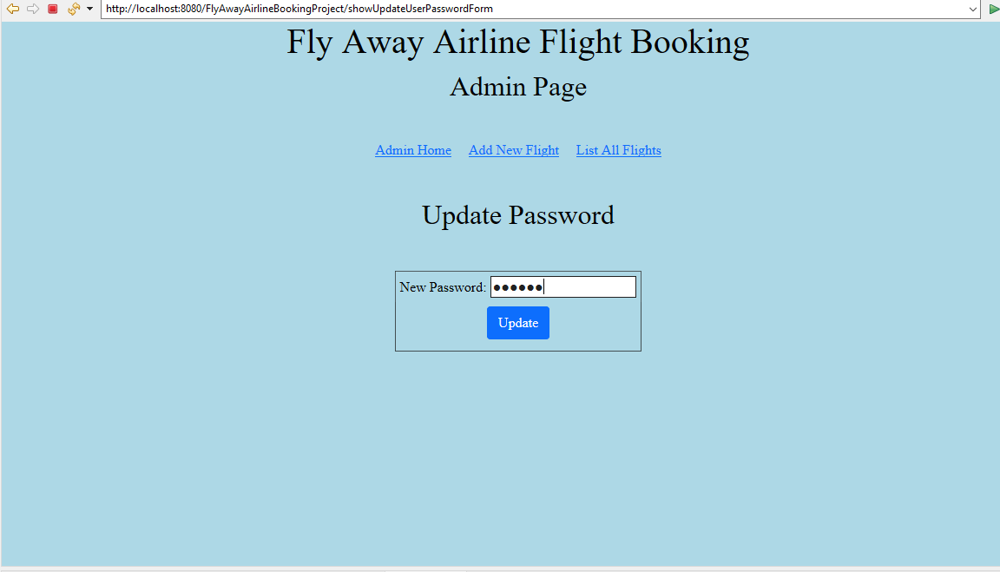 http://localhost:8080/FlyAwayAirlineBookingProject/showUpdateUserPasswordForm
Fly Away Airline Flight Booking
Admin Page
Admin Home Add New Flight List All Flights
Update Password
New Password: ●●●●●●
Update